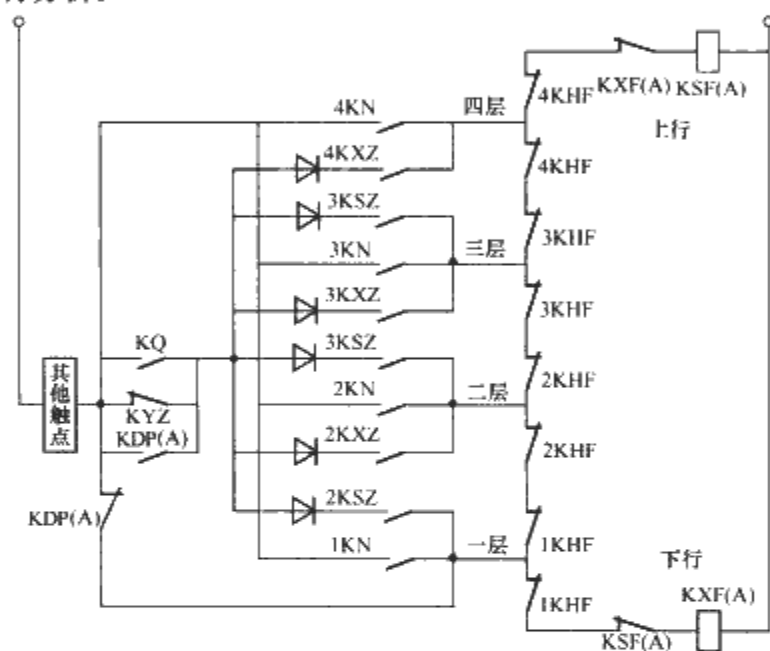 KXF(A) KSF(A)
4KHF
上行
4KN 四层
4KXZ
4KHF
3KSZ
3KHF
3KN 三层
3KXZ
3KHF
KQ
3KSZ
2KHF
其他触点
KYZ
2KN 二层
KDP(A)
2KXZ
2KHF
KDP(A)
2KSZ
1KHF
1KN 一层
下行
1KHF
KXF(A)
KSF(A)